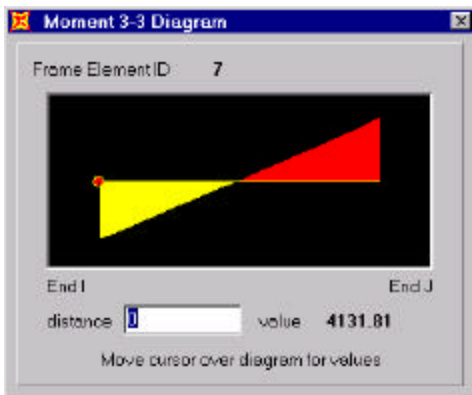 Moment 3-3 Diagram
Frame Element ID 7
End I End J
distance 0 value 4131.81
Move cursor over diagram for values